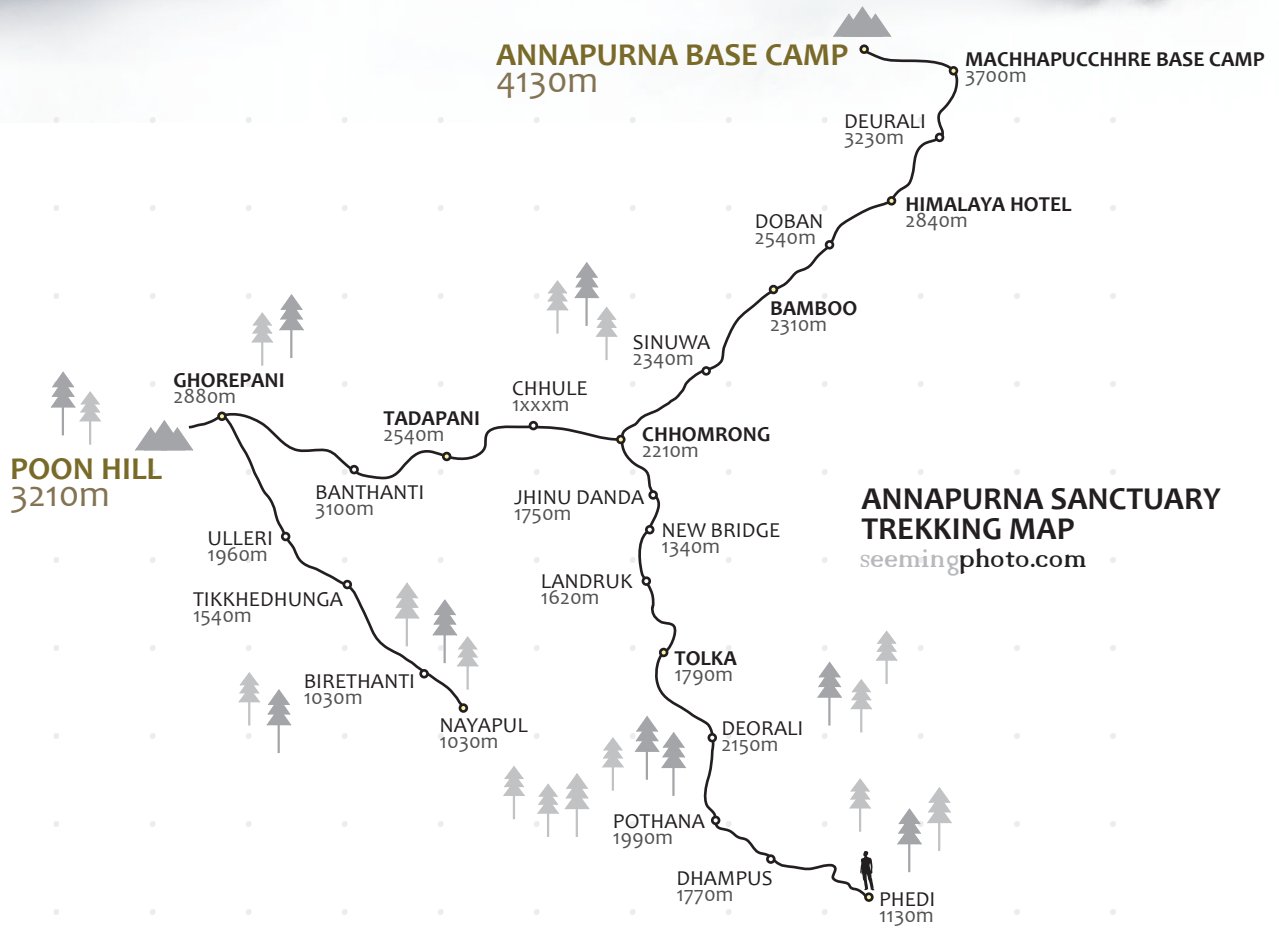 ANNAPURNA BASE CAMP
4130m
MACHHAPUCCHHRE BASE CAMP
3700m
DEURALI
3230m
HIMALAYA HOTEL
2840m
DOBAN
2540m
BAMBOO
2310m
SINUWA
2340m
GHOREPANI
2880m
CHHULE
1xxxm
TADAPANI
2540m
CHHOMRONG
2210m
POON HILL
3210m
BANTHANTI
3100m
JHINU DANDA
1750m
ANNAPURNA SANCTUARY
TREKKING MAP
seemingphoto.com
NEW BRIDGE
1340m
ULLERI
1960m
LANDRUK
1620m
TIKKHEDHUNGA
1540m
TOLKA
1790m
BIRETHANTI
1030m
NAYAPUL
1030m
DEORALI
2150m
POTHANA
1990m
DHAMPUS
1770m
PHEDI
1130m